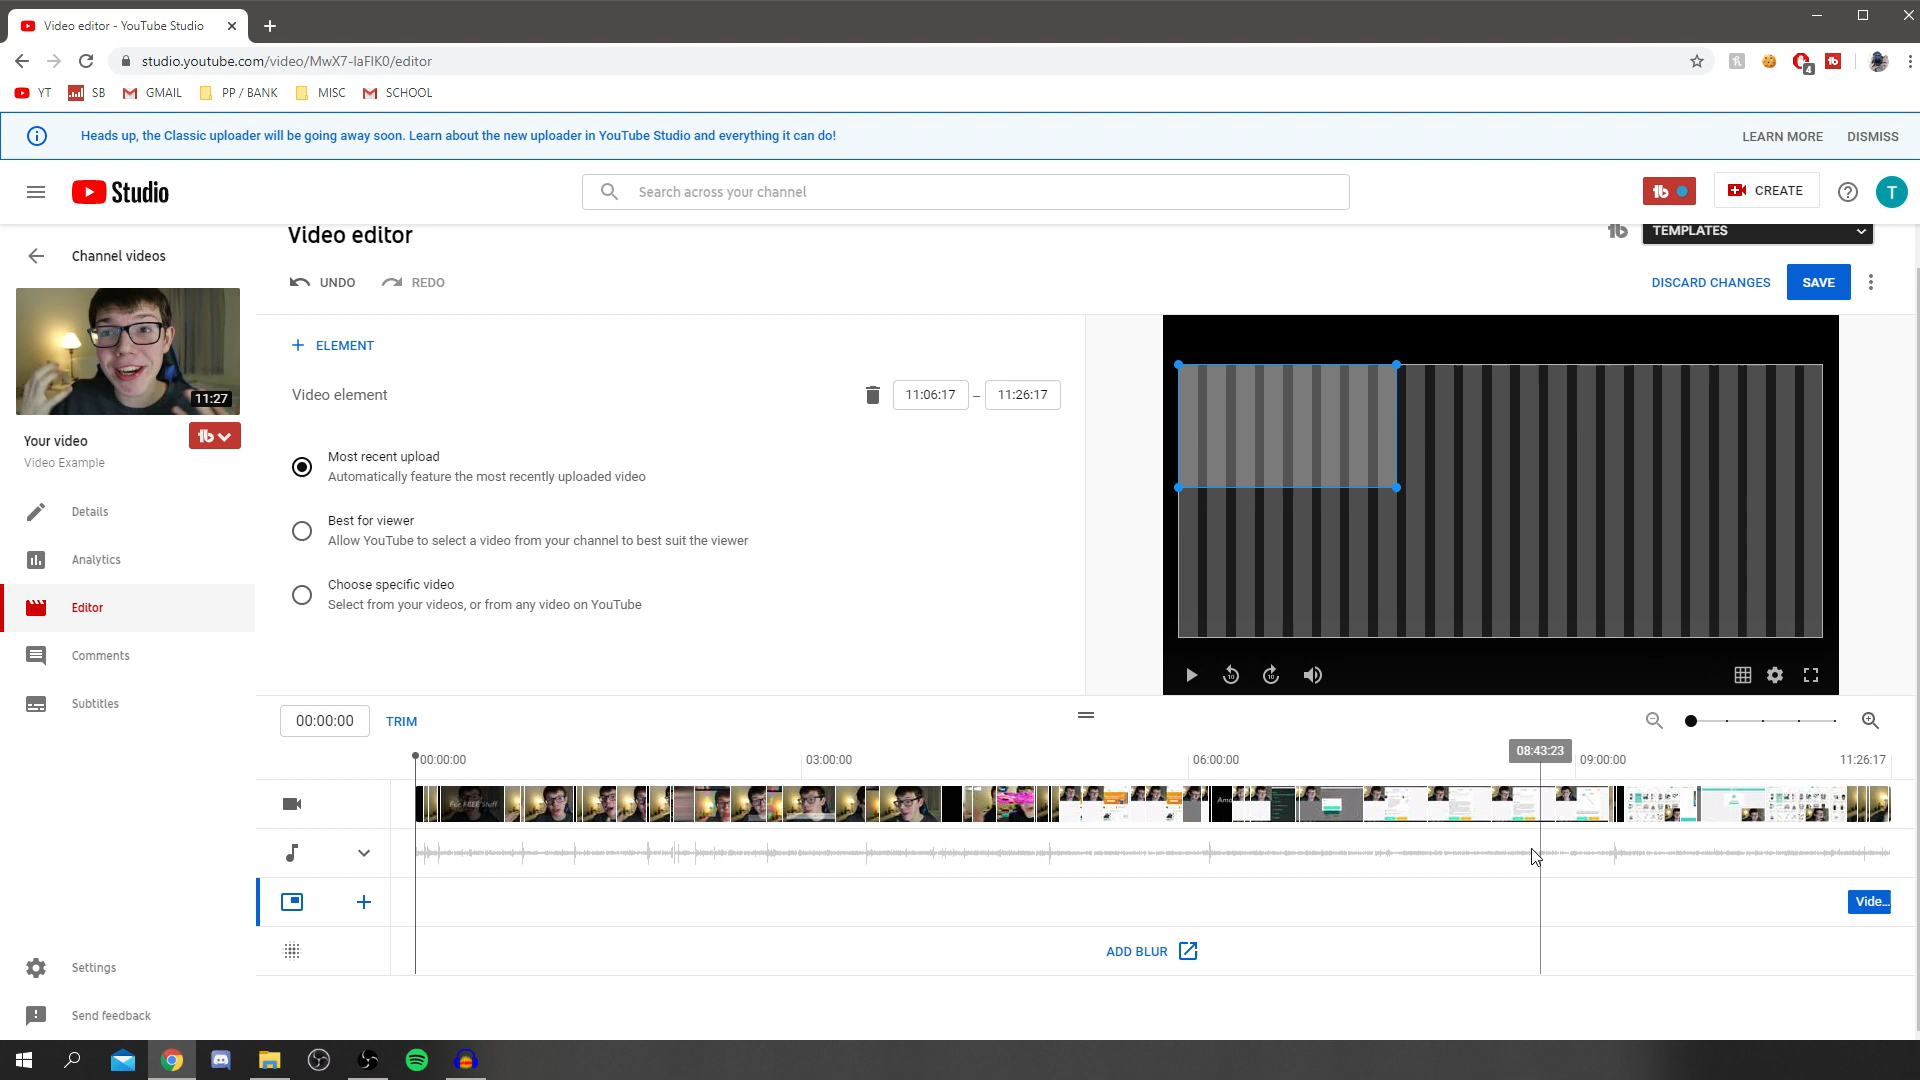 Video editor - YouTube Studio
studio.youtube.com/video/MwX7-laFlK0/editor
4
YT
SB
GMAIL
PP / BANK
MISC
SCHOOL
Heads up, the Classic uploader will be going away soon. Learn about the new uploader in YouTube Studio and everything it can do!
LEARN MORE
DISMISS
Studio
Search across your channel
CREATE
T
Channel videos
Video editor
TEMPLATES
UNDO
REDO
DISCARD CHANGES
SAVE
11:27
Your video
Video Example
Details
Analytics
Editor
Comments
Subtitles
Settings
Send feedback
ELEMENT
Video element
11:06:17 – 11:26:17
Most recent upload
Automatically feature the most recently uploaded video
Best for viewer
Allow YouTube to select a video from your channel to best suit the viewer
Choose specific video
Select from your videos, or from any video on YouTube
00:00:00
TRIM
08:43:23
00:00:00
03:00:00
06:00:00
09:00:00
11:26:17
For FREE Stuff
Vide...
ADD BLUR